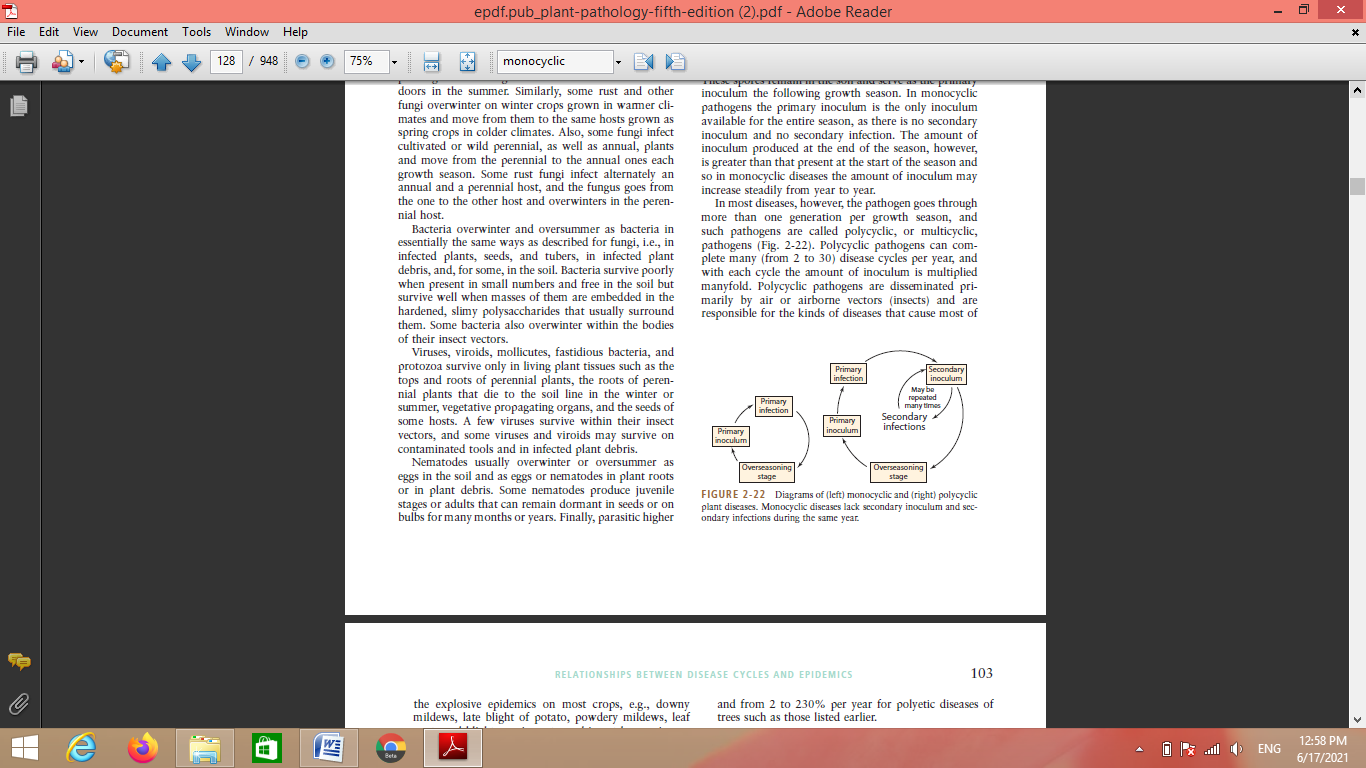 epdf.pub_plant-pathology-fifth-edition (2).pdf - Adobe Reader
File Edit View Document Tools Window Help
128 / 948 75% monocyclic
doors in the summer. Similarly, some rust and other
fungi overwinter on winter crops grown in warmer cli-
mates and move from them to the same hosts grown as
spring crops in colder climates. Also, some fungi infect
cultivated or wild perennial, as well as annual, plants
and move from the perennial to the annual ones each
growth season. Some rust fungi infect alternately an
annual and a perennial host, and the fungus goes from
the one to the other host and overwinters in the peren-
nial host.
Bacteria overwinter and oversummer as bacteria in
essentially the same ways as described for fungi, i.e., in
infected plants, seeds, and tubers, in infected plant
debris, and, for some, in the soil. Bacteria survive poorly
when present in small numbers and free in the soil but
survive well when masses of them are embedded in the
hardened, slimy polysaccharides that usually surround
them. Some bacteria also overwinter within the bodies
of their insect vectors.
Viruses, viroids, mollicutes, fastidious bacteria, and
protozoa survive only in living plant tissues such as the
tops and roots of perennial plants, the roots of peren-
nial plants that die to the soil line in the winter or
summer, vegetative propagating organs, and the seeds of
some hosts. A few viruses survive within their insect
vectors, and some viruses and viroids may survive on
contaminated tools and in infected plant debris.
Nematodes usually overwinter or oversummer as
eggs in the soil and as eggs or nematodes in plant roots
or in plant debris. Some nematodes produce juvenile
stages or adults that can remain dormant in seeds or on
bulbs for many months or years. Finally, parasitic higher
These spores remain in the soil and serve as the primary
inoculum the following growth season. In monocyclic
pathogens the primary inoculum is the only inoculum
available for the entire season, as there is no secondary
inoculum and no secondary infection. The amount of
inoculum produced at the end of the season, however,
is greater than that present at the start of the season and
so in monocyclic diseases the amount of inoculum may
increase steadily from year to year.
In most diseases, however, the pathogen goes through
more than one generation per growth season, and
such pathogens are called polycyclic, or multicyclic,
pathogens (Fig. 2-22). Polycyclic pathogens can com-
plete many (from 2 to 30) disease cycles per year, and
with each cycle the amount of inoculum is multiplied
manyfold. Polycyclic pathogens are disseminated pri-
marily by air or airborne vectors (insects) and are
responsible for the kinds of diseases that cause most of
Primary
infection
Primary
inoculum
Overseasoning
stage
Primary
infection
Secondary
inoculum
May be
repeated
many times
Secondary
infections
Primary
inoculum
Overseasoning
stage
FIGURE 2-22 Diagrams of (left) monocyclic and (right) polycyclic
plant diseases. Monocyclic diseases lack secondary inoculum and sec-
ondary infections during the same year.
RELATIONSHIPS BETWEEN DISEASE CYCLES AND EPIDEMICS 103
the explosive epidemics on most crops, e.g., downy
mildews, late blight of potato, powdery mildews, leaf
and from 2 to 230% per year for polyetic diseases of
trees such as those listed earlier.
Beta
ENG
12:58 PM
6/17/2021